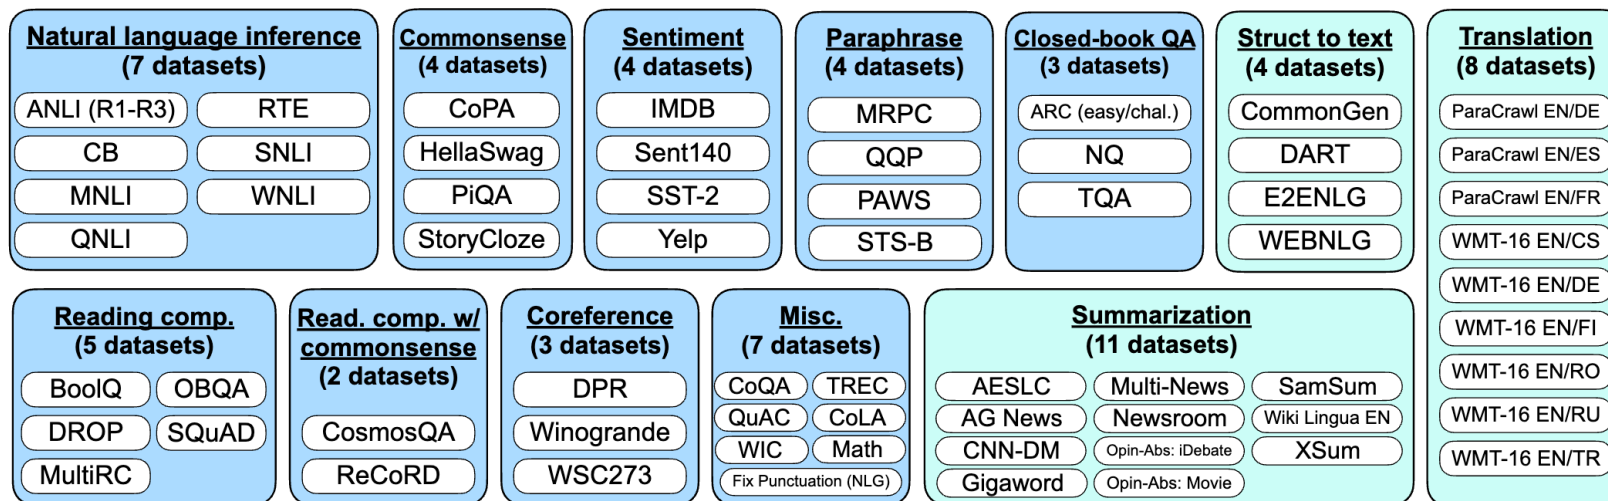 Natural language inference
(7 datasets)
ANLI (R1-R3)
RTE
CB
SNLI
MNLI
WNLI
QNLI
Commonsense
(4 datasets)
CoPA
HellaSwag
PiQA
StoryCloze
Sentiment
(4 datasets)
IMDB
Sent140
SST-2
Yelp
Paraphrase
(4 datasets)
MRPC
QQP
PAWS
STS-B
Closed-book QA
(3 datasets)
ARC (easy/chal.)
NQ
TQA
Struct to text
(4 datasets)
CommonGen
DART
E2ENLG
WEBNLG
Translation
(8 datasets)
ParaCrawl EN/DE
ParaCrawl EN/ES
ParaCrawl EN/FR
WMT-16 EN/CS
WMT-16 EN/DE
WMT-16 EN/FI
WMT-16 EN/RO
WMT-16 EN/RU
WMT-16 EN/TR
Reading comp.
(5 datasets)
BoolQ
OBQA
DROP
SQuAD
MultiRC
Read. comp. w/
commonsense
(2 datasets)
CosmosQA
ReCoRD
Coreference
(3 datasets)
DPR
Winogrande
WSC273
Misc.
(7 datasets)
CoQA
TREC
QuAC
CoLA
WIC
Math
Fix Punctuation (NLG)
Summarization
(11 datasets)
AESLC
Multi-News
SamSum
AG News
Newsroom
Wiki Lingua EN
CNN-DM
Opin-Abs: iDebate
XSum
Gigaword
Opin-Abs: Movie